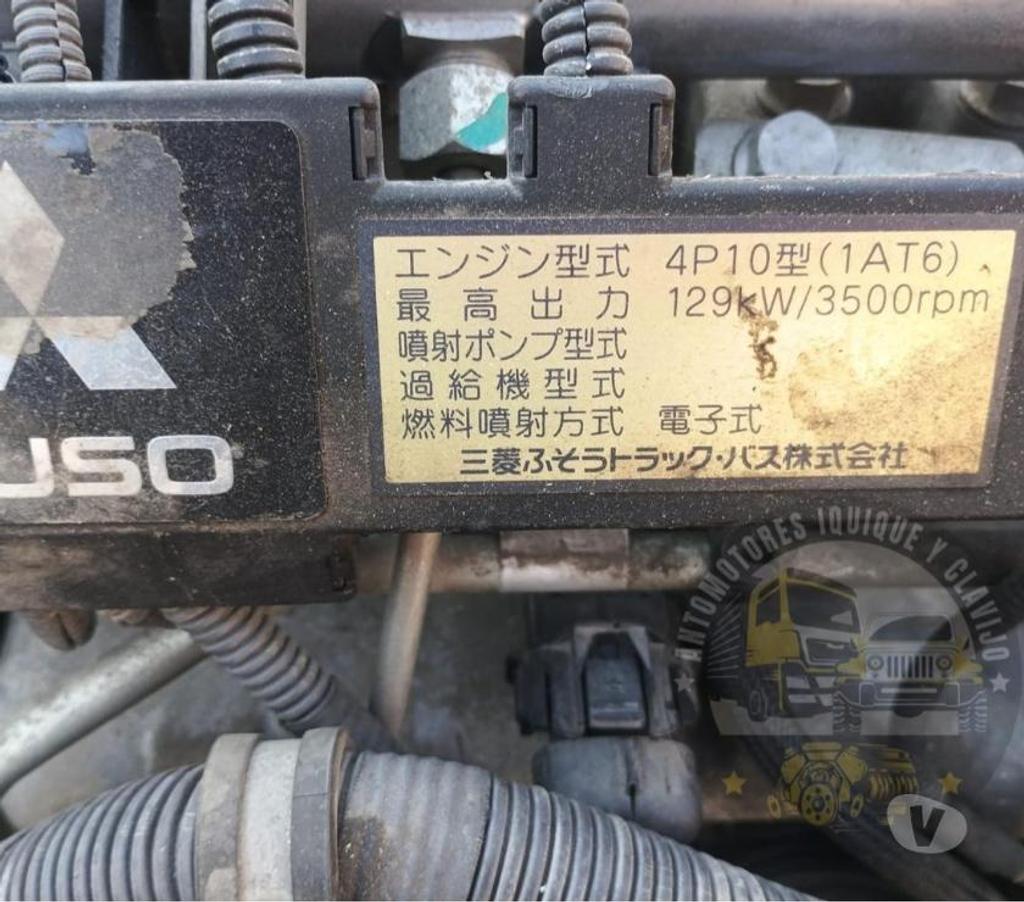 エンジン型式 4P10型(1AT6)
最高出力 129kW/3500rpm
噴射ポンプ型式
過給機型式
燃料噴射方式 電子式
三菱ふそうトラック・バス株式会社
USO
AUTOMOTORES IQUIQUE Y CLAVIJO
V